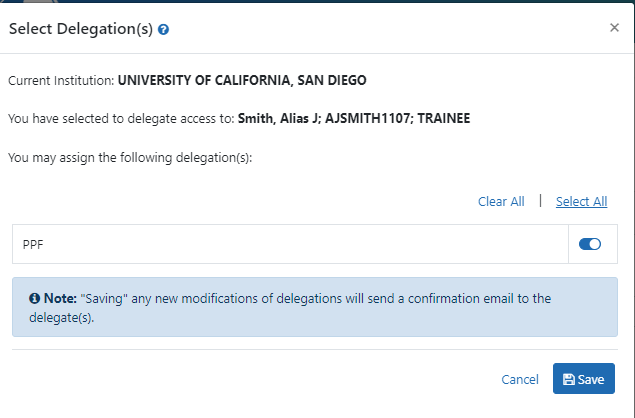 Select Delegation(s)
Current Institution: UNIVERSITY OF CALIFORNIA, SAN DIEGO
You have selected to delegate access to: Smith, Alias J; AJSMITH1107; TRAINEE
You may assign the following delegation(s):
Clear All | Select All
PPF
Note: "Saving" any new modifications of delegations will send a confirmation email to the
delegate(s).
Cancel Save